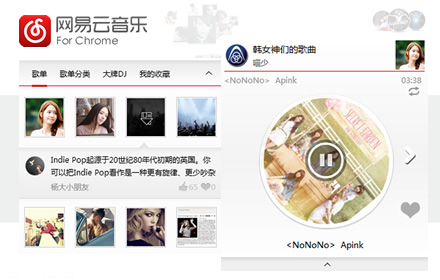 网易云音乐
For Chrome
歌单 歌单分类 大牌DJ 我的收藏
Indie Pop起源于20世纪80年代初期的英国。你
可以把Indie Pop看作是一种更有旋律、更少吵杂
杨大小朋友 65 0
韩女神们的歌曲
喵少
<NoNoNo> Apink 03:38
<NoNoNo> Apink